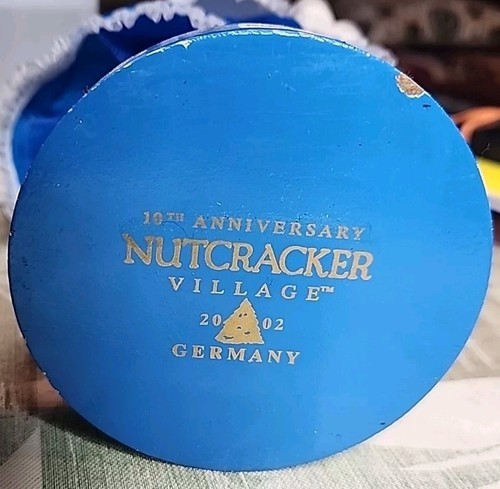 10TH ANNIVERSARY
NUTCRACKER
VILLAGE™
20 02
GERMANY